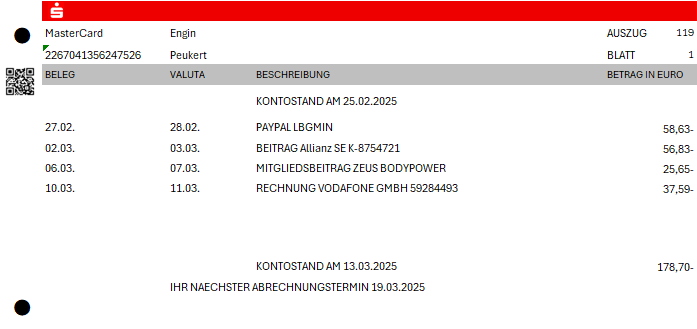 MasterCard Engin AUSZUG 119
2267041356247526 Peukert BLATT 1
BELEG VALUTA BESCHREIBUNG BETRAG IN EURO
KONTOSTAND AM 25.02.2025
27.02. 28.02. PAYPAL LBGMIN 58,63-
02.03. 03.03. BEITRAG Allianz SE K-8754721 56,83-
06.03. 07.03. MITGLIEDSBEITRAG ZEUS BODYPOWER 25,65-
10.03. 11.03. RECHNUNG VODAFONE GMBH 59284493 37,59-
KONTOSTAND AM 13.03.2025 178,70-
IHR NAECHSTER ABRECHNUNGSTERMIN 19.03.2025